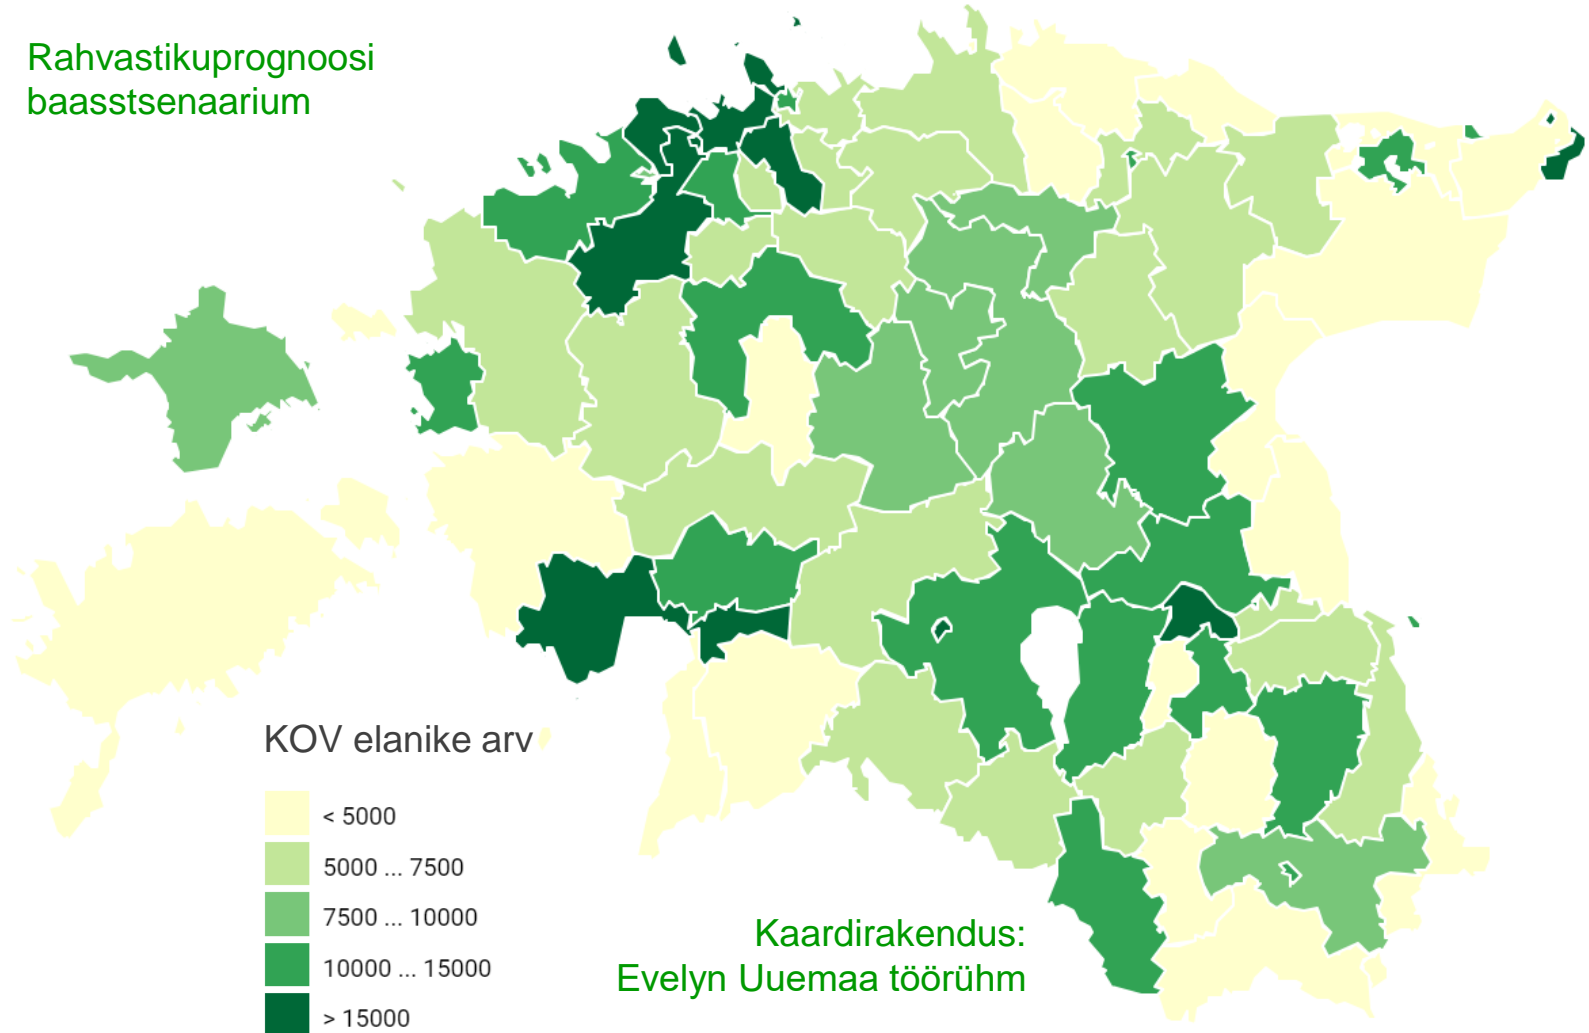 Rahvastikuprognoosi
baasstsenaarium
KOV elanike arv
< 5000
5000 ... 7500
7500 ... 10000
10000 ... 15000
> 15000
Kaardirakendus:
Evelyn Uuemaa töörühm